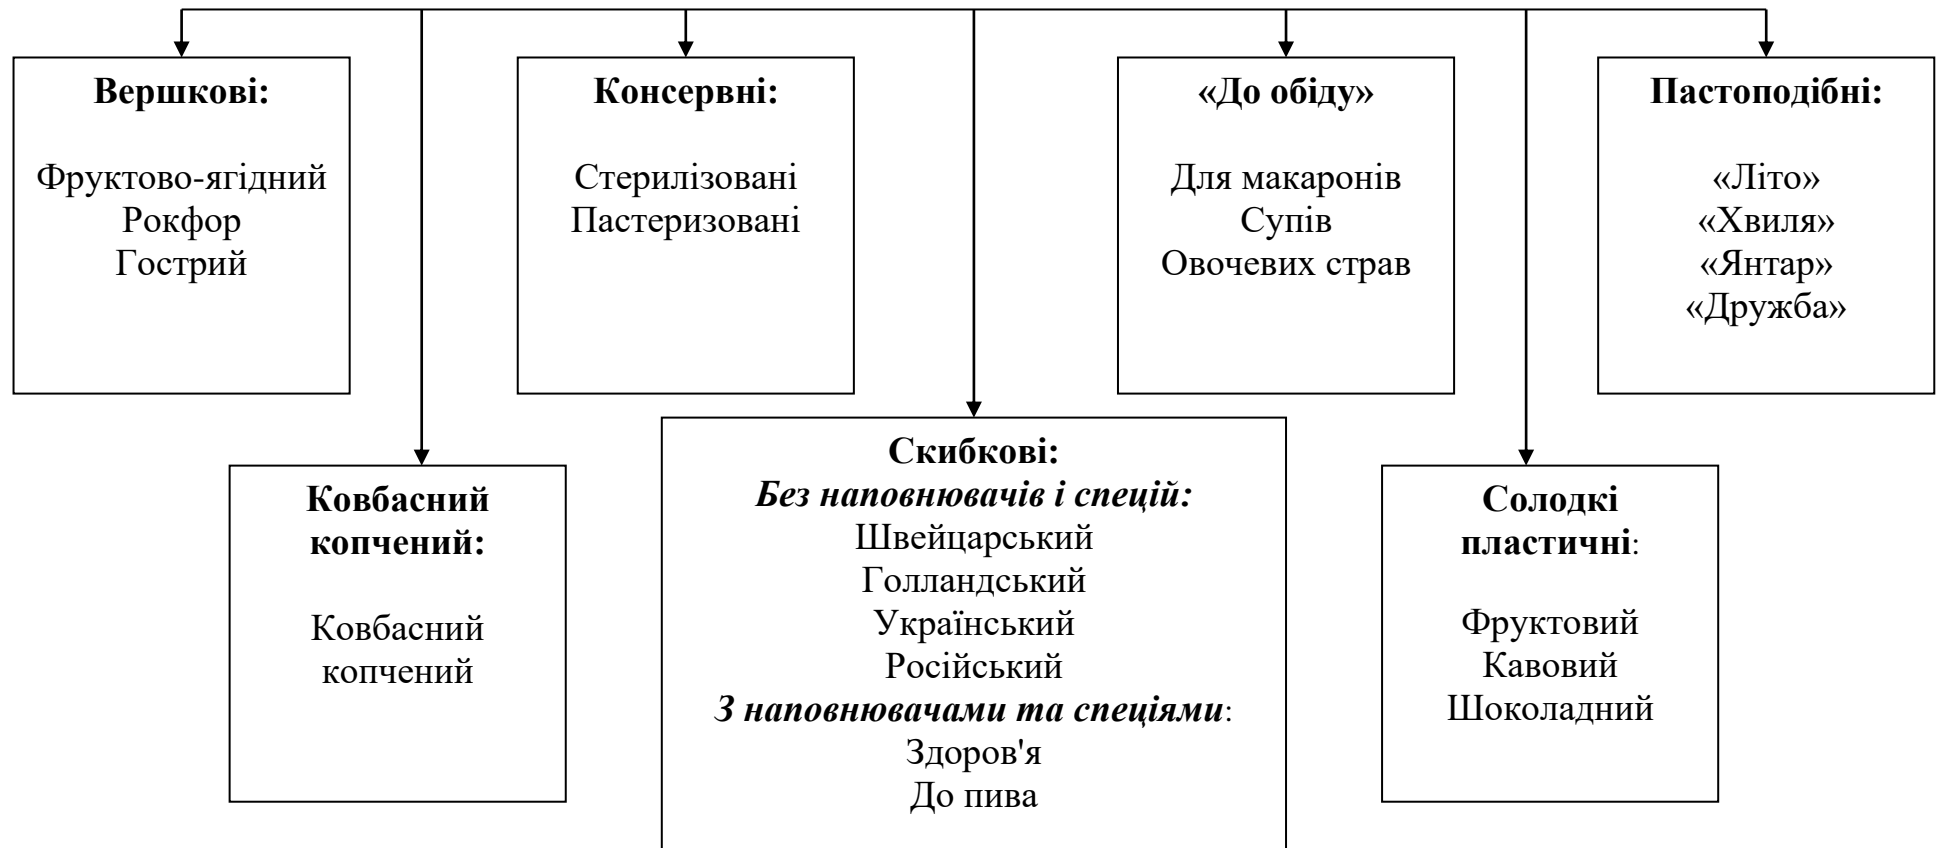 Вершкові:
Фруктово-ягідний
Рокфор
Гострий
Консервні:
Стерилізовані
Пастеризовані
«До обіду»
Для макаронів
Супів
Овочевих страв
Пастоподібні:
«Літо»
«Хвиля»
«Янтар»
«Дружба»
Ковбасний
копчений:
Ковбасний
копчений
Скибкові:
Без наповнювачів і спецій:
Швейцарський
Голландський
Український
Російський
З наповнювачами та спеціями:
Здоров'я
До пива
Солодкі
пластичні:
Фруктовий
Кавовий
Шоколадний